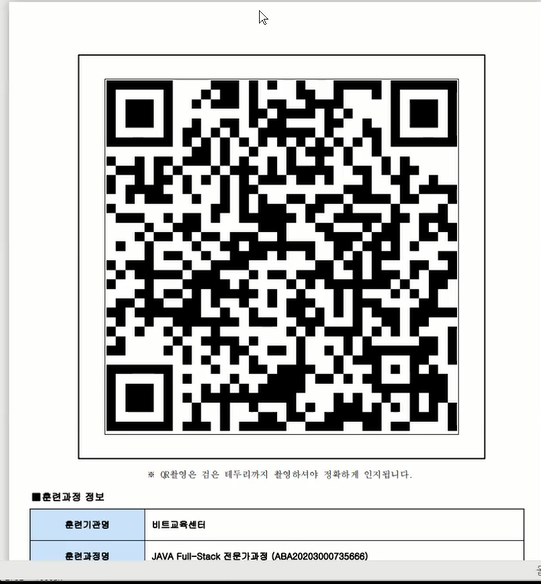 ※ QR촬영은 검은 테두리까지 촬영하셔야 정확하게 인지됩니다.
■훈련과정 정보
훈련기관명 비트교육센터
훈련과정명 JAVA Full-Stack 전문가과정 (ABA20203000735666)